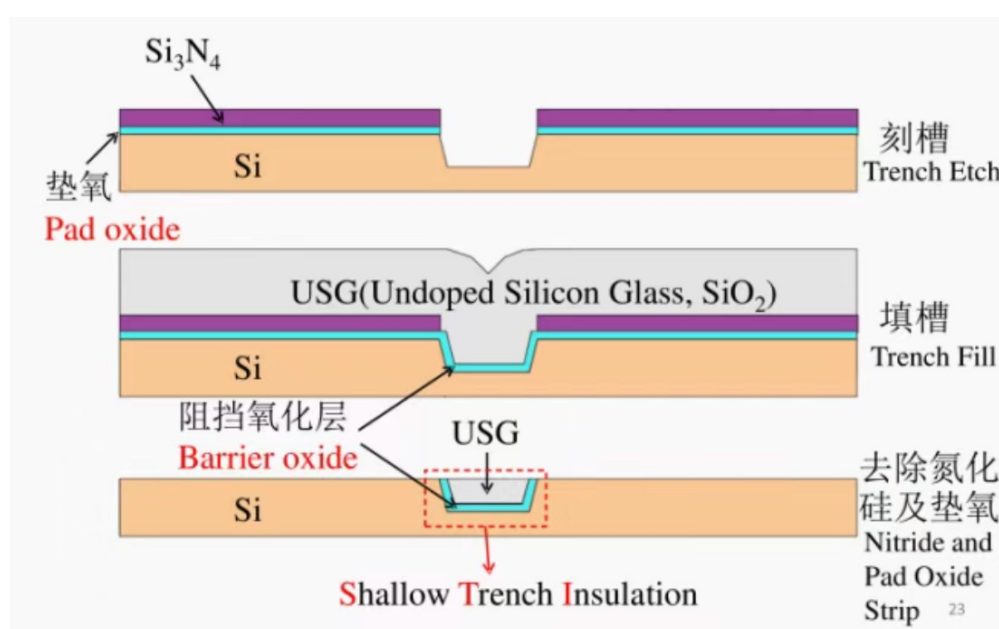 Si₃N₄
Si
刻槽
Trench Etch
垫氧
Pad oxide
USG(Undoped Silicon Glass, SiO₂)
填槽
Trench Fill
Si
阻挡氧化层
Barrier oxide
USG
Si
去除氮化
硅及垫氧
Nitride and
Pad Oxide
Strip
Shallow Trench Insulation
23